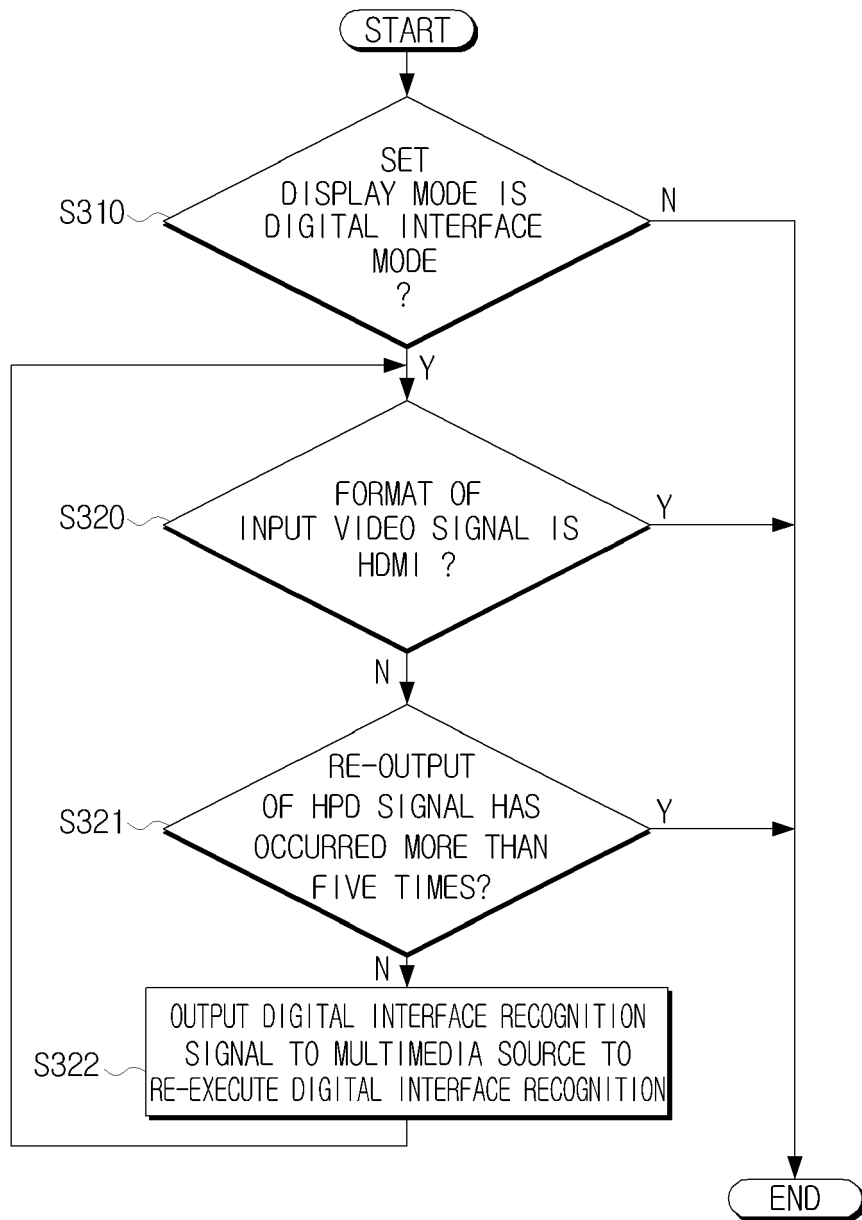 START
SET
DISPLAY MODE IS
DIGITAL INTERFACE
MODE
?
S310
N
Y
FORMAT OF
INPUT VIDEO SIGNAL IS
HDMI ?
S320
Y
N
RE-OUTPUT
OF HPD SIGNAL HAS
OCCURRED MORE THAN
FIVE TIMES?
S321
Y
N
OUTPUT DIGITAL INTERFACE RECOGNITION
SIGNAL TO MULTIMEDIA SOURCE TO
RE-EXECUTE DIGITAL INTERFACE RECOGNITION
S322
END